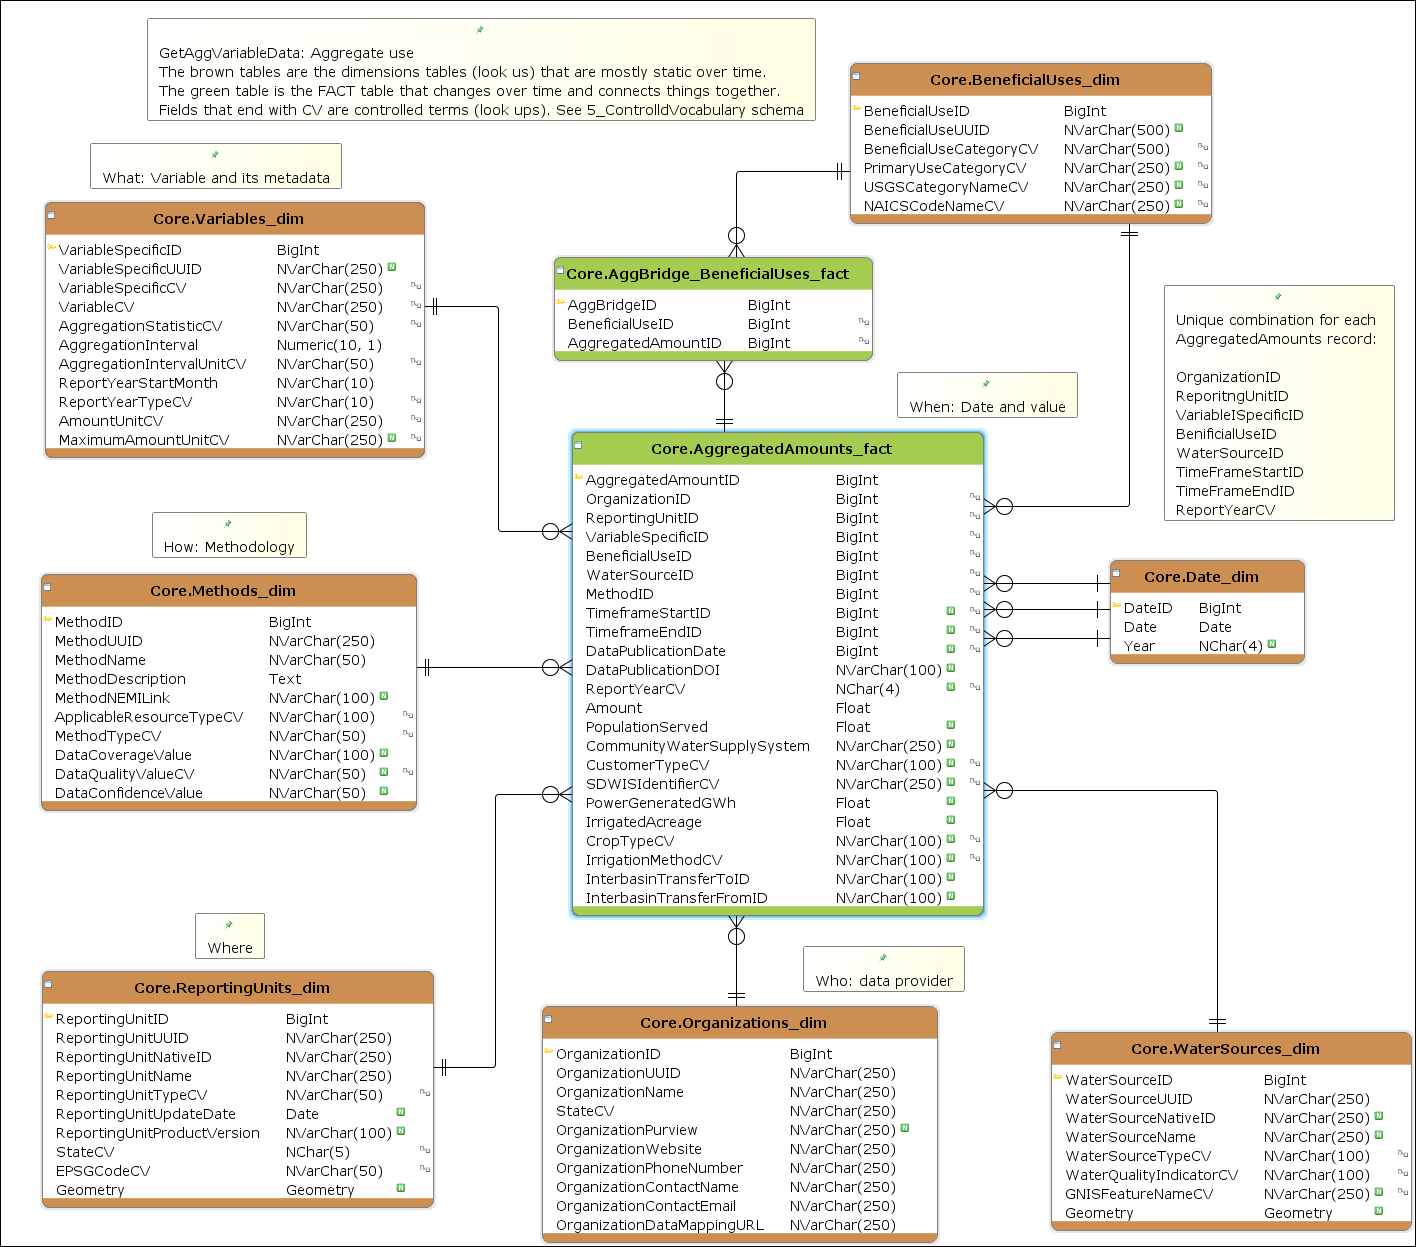 GetAggVariableData: Aggregate use
The brown tables are the dimensions tables (look us) that are mostly static over time.
The green table is the FACT table that changes over time and connects things together.
Fields that end with CV are controlled terms (look ups). See 5_ControlldVocabulary schema
Core.BeneficialUses_dim
BeneficialUseID BigInt
BeneficialUseUUID NVarChar(500) N
BeneficialUseCategoryCV NVarChar(500)
PrimaryUseCategoryCV NVarChar(250) N
USGSCategoryNameCV NVarChar(250) N
NAICSCodeNameCV NVarChar(250) N
What: Variable and its metadata
Core.Variables_dim
VariableSpecificID BigInt
VariableSpecificUUID NVarChar(250) N
VariableSpecificCV NVarChar(250)
VariableCV NVarChar(250)
AggregationStatisticCV NVarChar(50)
AggregationInterval Numeric(10, 1)
AggregationIntervalUnitCV NVarChar(50)
ReportYearStartMonth NVarChar(10)
ReportYearTypeCV NVarChar(10)
AmountUnitCV NVarChar(250)
MaximumAmountUnitCV NVarChar(250) N
Core.AggBridge_BeneficialUses_fact
AggBridgeID BigInt
BeneficialUseID BigInt
AggregatedAmountID BigInt
Unique combination for each
AggregatedAmounts record:
OrganizationID
ReporitngUnitID
VariableISpecificID
BenificialUseID
WaterSourceID
TimeFrameStartID
TimeFrameEndID
ReportYearCV
When: Date and value
Core.AggregatedAmounts_fact
AggregatedAmountID BigInt
OrganizationID BigInt
ReportingUnitID BigInt
VariableSpecificID BigInt
BeneficialUseID BigInt
WaterSourceID BigInt
MethodID BigInt
TimeframeStartID BigInt N
TimeframeEndID BigInt N
DataPublicationDate BigInt N
DataPublicationDOI NVarChar(100) N
ReportYearCV NChar(4) N
Amount Float
PopulationServed Float N
CommunityWaterSupplySystem NVarChar(250) N
CustomerTypeCV NVarChar(100) N
SDWISIdentifierCV NVarChar(250) N
PowerGeneratedGWh Float N
IrrigatedAcreage Float N
CropTypeCV NVarChar(100) N
IrrigationMethodCV NVarChar(100) N
InterbasinTransferToID NVarChar(100) N
InterbasinTransferFromID NVarChar(100) N
How: Methodology
Core.Methods_dim
MethodID BigInt
MethodUUID NVarChar(250)
MethodName NVarChar(50)
MethodDescription Text
MethodNEMILink NVarChar(100) N
ApplicableResourceTypeCV NVarChar(100)
MethodTypeCV NVarChar(50)
DataCoverageValue NVarChar(100) N
DataQualityValueCV NVarChar(50) N
DataConfidenceValue NVarChar(50) N
Core.Date_dim
DateID BigInt
Date Date
Year NChar(4) N
Where
Core.ReportingUnits_dim
ReportingUnitID BigInt
ReportingUnitUUID NVarChar(250)
ReportingUnitNativeID NVarChar(250)
ReportingUnitName NVarChar(250)
ReportingUnitTypeCV NVarChar(50)
ReportingUnitUpdateDate Date N
ReportingUnitProductVersion NVarChar(100) N
StateCV NChar(5)
EPSGCodeCV NVarChar(50)
Geometry Geometry N
Who: data provider
Core.Organizations_dim
OrganizationID BigInt
OrganizationUUID NVarChar(250)
OrganizationName NVarChar(250)
StateCV NVarChar(250)
OrganizationPurview NVarChar(250) N
OrganizationWebsite NVarChar(250)
OrganizationPhoneNumber NVarChar(250)
OrganizationContactName NVarChar(250)
OrganizationContactEmail NVarChar(250)
OrganizationDataMappingURL NVarChar(250)
Core.WaterSources_dim
WaterSourceID BigInt
WaterSourceUUID NVarChar(250)
WaterSourceNativeID NVarChar(250) N
WaterSourceName NVarChar(250) N
WaterSourceTypeCV NVarChar(100)
WaterQualityIndicatorCV NVarChar(100)
GNISFeatureNameCV NVarChar(250) N
Geometry Geometry N